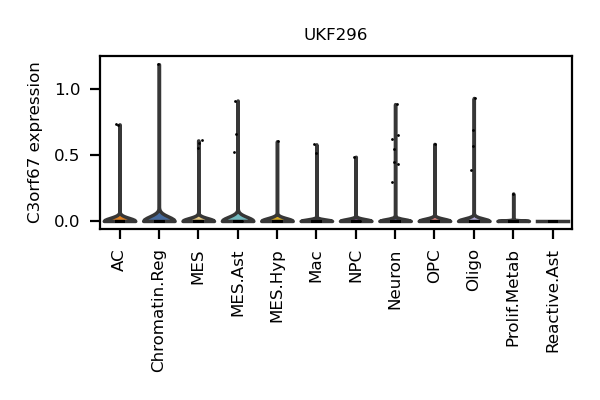 UKF296
C3orf67 expression
1.0
0.5
0.0
AC
Chromatin.Reg
MES
MES.Ast
MES.Hyp
Mac
NPC
Neuron
OPC
Oligo
Prolif.Metab
Reactive.Ast